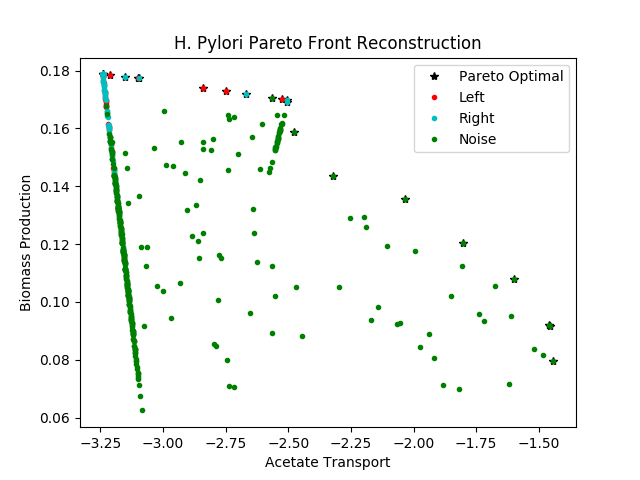 H. Pylori Pareto Front Reconstruction
0.18
0.16
0.14
0.12
0.10
0.08
0.06
Biomass Production
Pareto Optimal
Left
Right
Noise
−3.25 −3.00 −2.75 −2.50 −2.25 −2.00 −1.75 −1.50
Acetate Transport